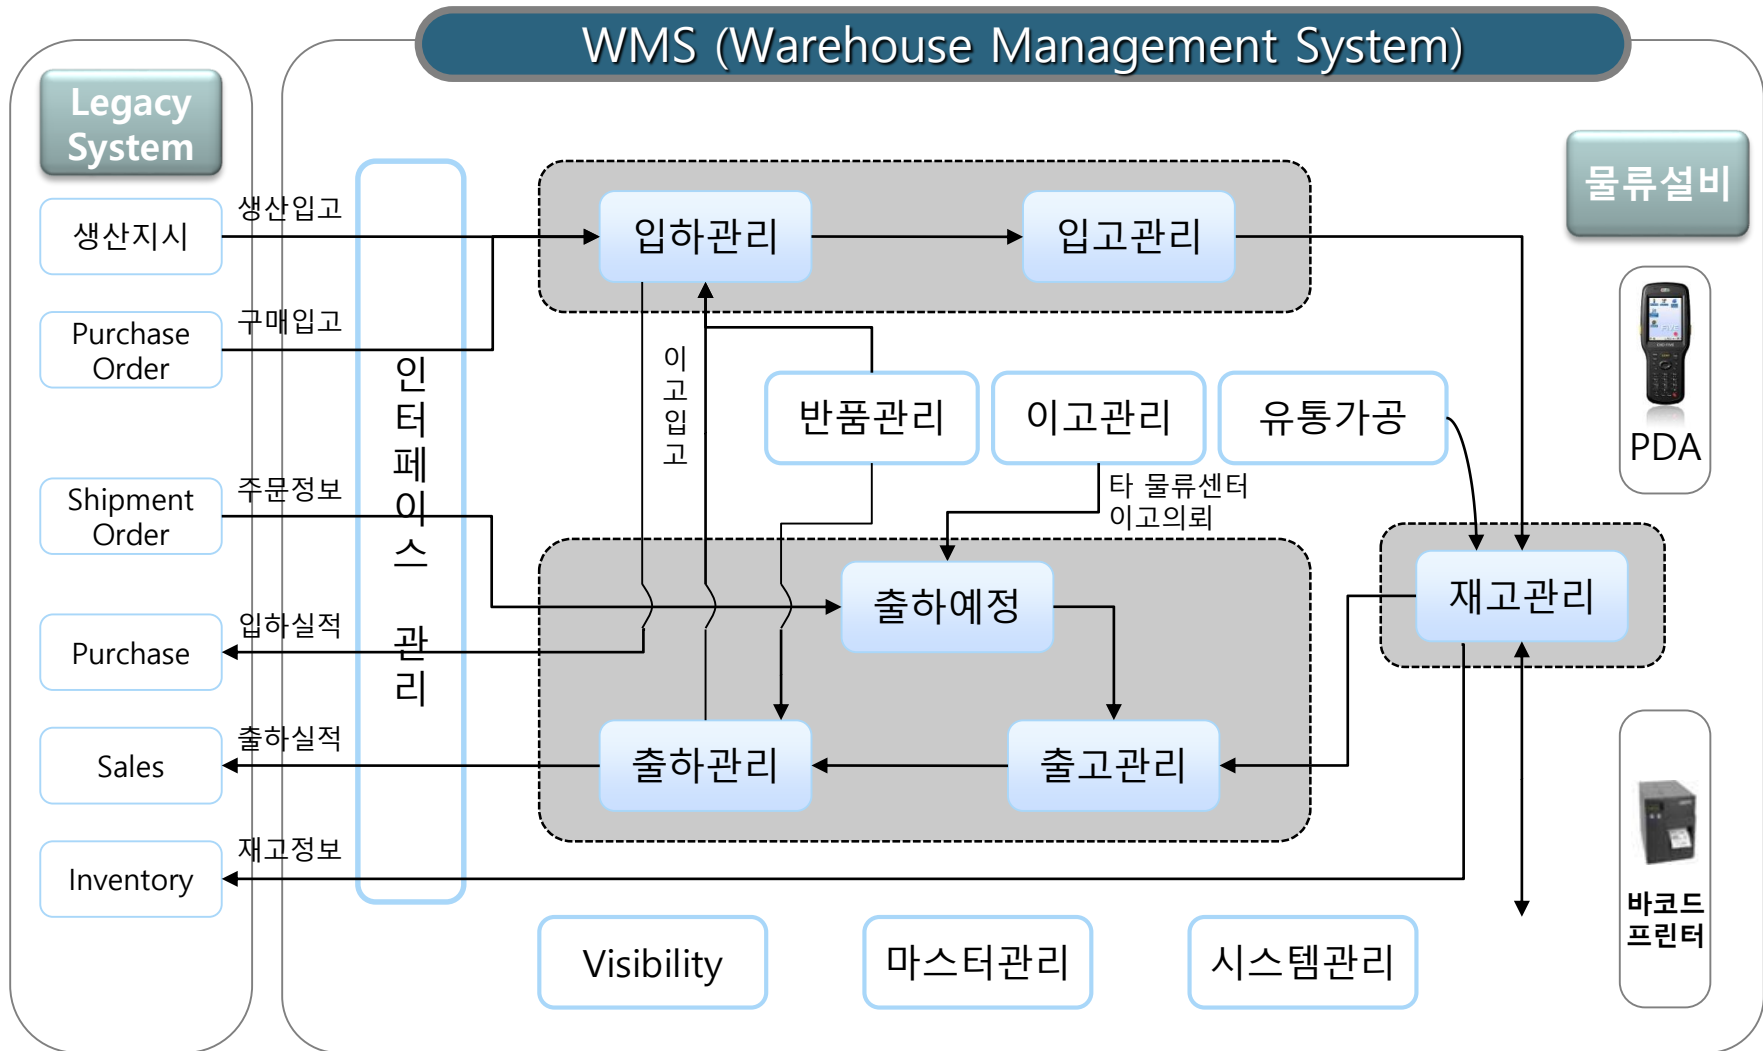 WMS (Warehouse Management System)
Legacy
System
물류설비
생산지시
생산입고
입하관리
입고관리
Purchase
Order
구매입고
인터페이스 관리
이고입고
반품관리
이고관리
유통가공
PDA
타 물류센터
이고의뢰
Shipment
Order
주문정보
출하예정
재고관리
Purchase
입하실적
Sales
출하실적
출하관리
출고관리
Inventory
재고정보
바코드
프린터
Visibility
마스터관리
시스템관리